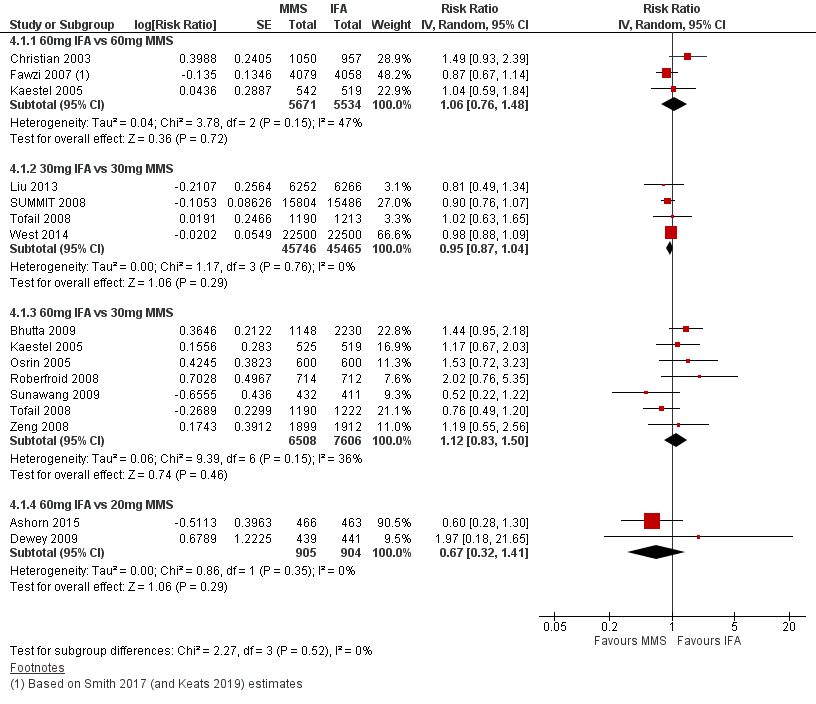 MMS IFA Risk Ratio Risk Ratio
Study or Subgroup log[Risk Ratio] SE Total Total Weight IV, Random, 95% CI IV, Random, 95% CI
4.1.1 60mg IFA vs 60mg MMS
Christian 2003 0.3988 0.2405 1050 957 28.9% 1.49 [0.93, 2.39]
Fawzi 2007 (1) -0.135 0.1346 4079 4058 48.2% 0.87 [0.67, 1.14]
Kaestel 2005 0.0436 0.2887 542 519 22.9% 1.04 [0.59, 1.84]
Subtotal (95% CI) 5671 5534 100.0% 1.06 [0.76, 1.48]
Heterogeneity: Tau² = 0.04; Chi² = 3.78, df = 2 (P = 0.15); I² = 47%
Test for overall effect: Z = 0.36 (P = 0.72)
4.1.2 30mg IFA vs 30mg MMS
Liu 2013 -0.2107 0.2564 6252 6266 3.1% 0.81 [0.49, 1.34]
SUMMIT 2008 -0.1053 0.08626 15804 15486 27.0% 0.90 [0.76, 1.07]
Tofail 2008 0.0191 0.2466 1190 1213 3.3% 1.02 [0.63, 1.65]
West 2014 -0.0202 0.0549 22500 22500 66.6% 0.98 [0.88, 1.09]
Subtotal (95% CI) 45746 45465 100.0% 0.95 [0.87, 1.04]
Heterogeneity: Tau² = 0.00; Chi² = 1.17, df = 3 (P = 0.76); I² = 0%
Test for overall effect: Z = 1.06 (P = 0.29)
4.1.3 60mg IFA vs 30mg MMS
Bhutta 2009 0.3646 0.2122 1148 2230 22.8% 1.44 [0.95, 2.18]
Kaestel 2005 0.1556 0.283 525 519 16.9% 1.17 [0.67, 2.03]
Osrin 2005 0.4245 0.3823 600 600 11.3% 1.53 [0.72, 3.23]
Roberfroid 2008 0.7028 0.4967 714 712 7.6% 2.02 [0.76, 5.35]
Sunawang 2009 -0.6555 0.436 432 411 9.3% 0.52 [0.22, 1.22]
Tofail 2008 -0.2689 0.2299 1190 1222 21.1% 0.76 [0.49, 1.20]
Zeng 2008 0.1743 0.3912 1899 1912 11.0% 1.19 [0.55, 2.56]
Subtotal (95% CI) 6508 7606 100.0% 1.12 [0.83, 1.50]
Heterogeneity: Tau² = 0.06; Chi² = 9.39, df = 6 (P = 0.15); I² = 36%
Test for overall effect: Z = 0.74 (P = 0.46)
4.1.4 60mg IFA vs 20mg MMS
Ashorn 2015 -0.5113 0.3963 466 463 90.5% 0.60 [0.28, 1.30]
Dewey 2009 0.6789 1.2225 439 441 9.5% 1.97 [0.18, 21.65]
Subtotal (95% CI) 905 904 100.0% 0.67 [0.32, 1.41]
Heterogeneity: Tau² = 0.00; Chi² = 0.86, df = 1 (P = 0.35); I² = 0%
Test for overall effect: Z = 1.06 (P = 0.29)
0.05 0.2 1 5 20
Favours MMS Favours IFA
Test for subgroup differences: Chi² = 2.27, df = 3 (P = 0.52), I² = 0%
Footnotes
(1) Based on Smith 2017 (and Keats 2019) estimates